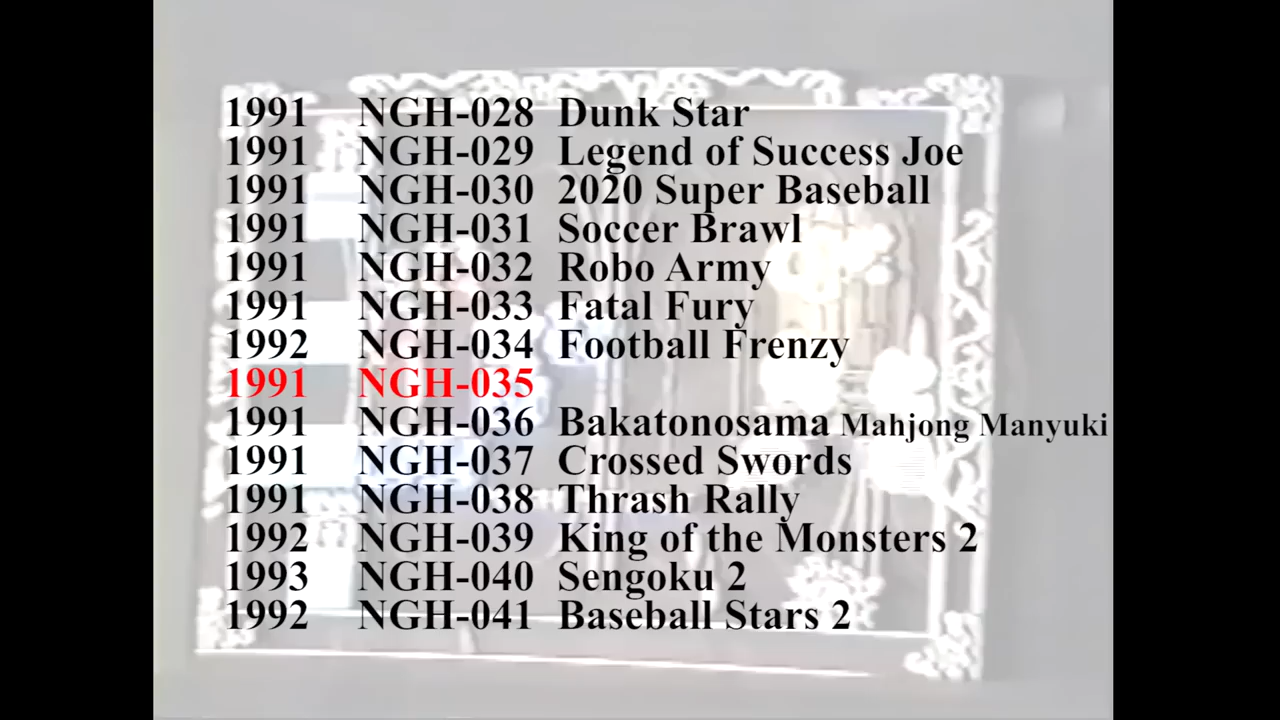 1991 NGH-028 Dunk Star
1991 NGH-029 Legend of Success Joe
1991 NGH-030 2020 Super Baseball
1991 NGH-031 Soccer Brawl
1991 NGH-032 Robo Army
1991 NGH-033 Fatal Fury
1992 NGH-034 Football Frenzy
1991 NGH-035
1991 NGH-036 Bakatonosama Mahjong Manyuki
1991 NGH-037 Crossed Swords
1991 NGH-038 Thrash Rally
1992 NGH-039 King of the Monsters 2
1993 NGH-040 Sengoku 2
1992 NGH-041 Baseball Stars 2